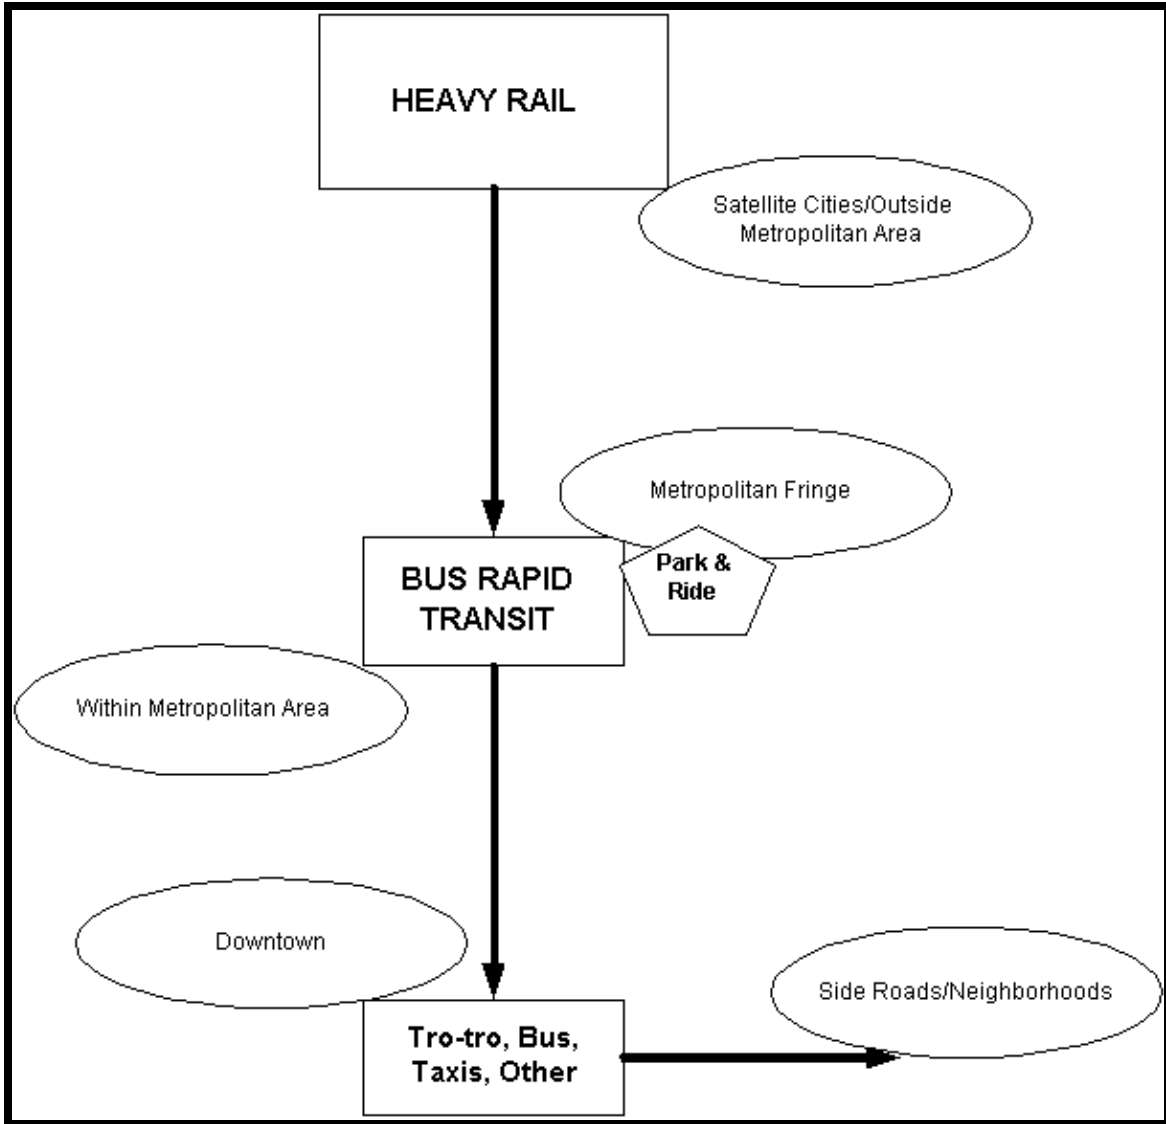 HEAVY RAIL
Satellite Cities/Outside
Metropolitan Area
Metropolitan Fringe
Park &
Ride
BUS RAPID
TRANSIT
Within Metropolitan Area
Downtown
Side Roads/Neighborhoods
Tro-tro, Bus,
Taxis, Other